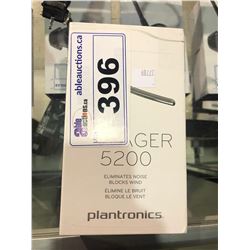 ableauctions.ca
396
AGER
5200
ELIMINATES NOISE
BLOCKS WIND
ÉLIMINE LE BRUIT
BLOQUE LE VENT
plantronics